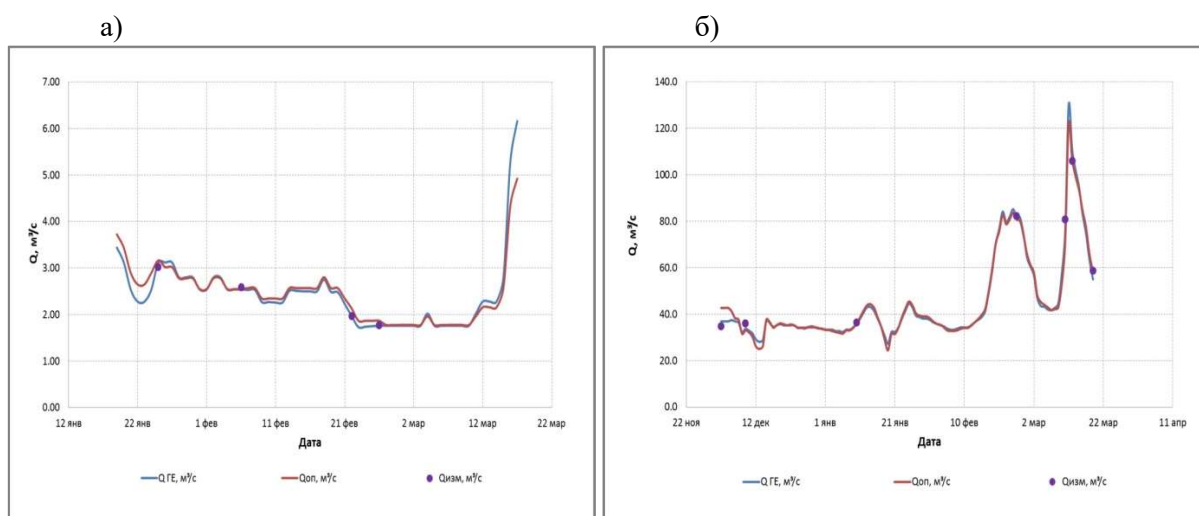 а)
б)
7.00
6.00
5.00
4.00
3.00
2.00
1.00
0.00
Q, м³/с
12 янв
22 янв
1 фев
11 фев
21 фев
2 мар
12 мар
22 мар
Дата
Q ГЕ, м³/с
Qоп, м³/с
Qизм, м³/с
140.0
120.0
100.0
80.0
60.0
40.0
20.0
0.0
Q, м³/с
22 ноя
12 дек
1 янв
21 янв
10 фев
2 мар
22 мар
11 апр
Дата
Q ГЕ, м³/с
Qоп, м³/с
Qизм, м³/с